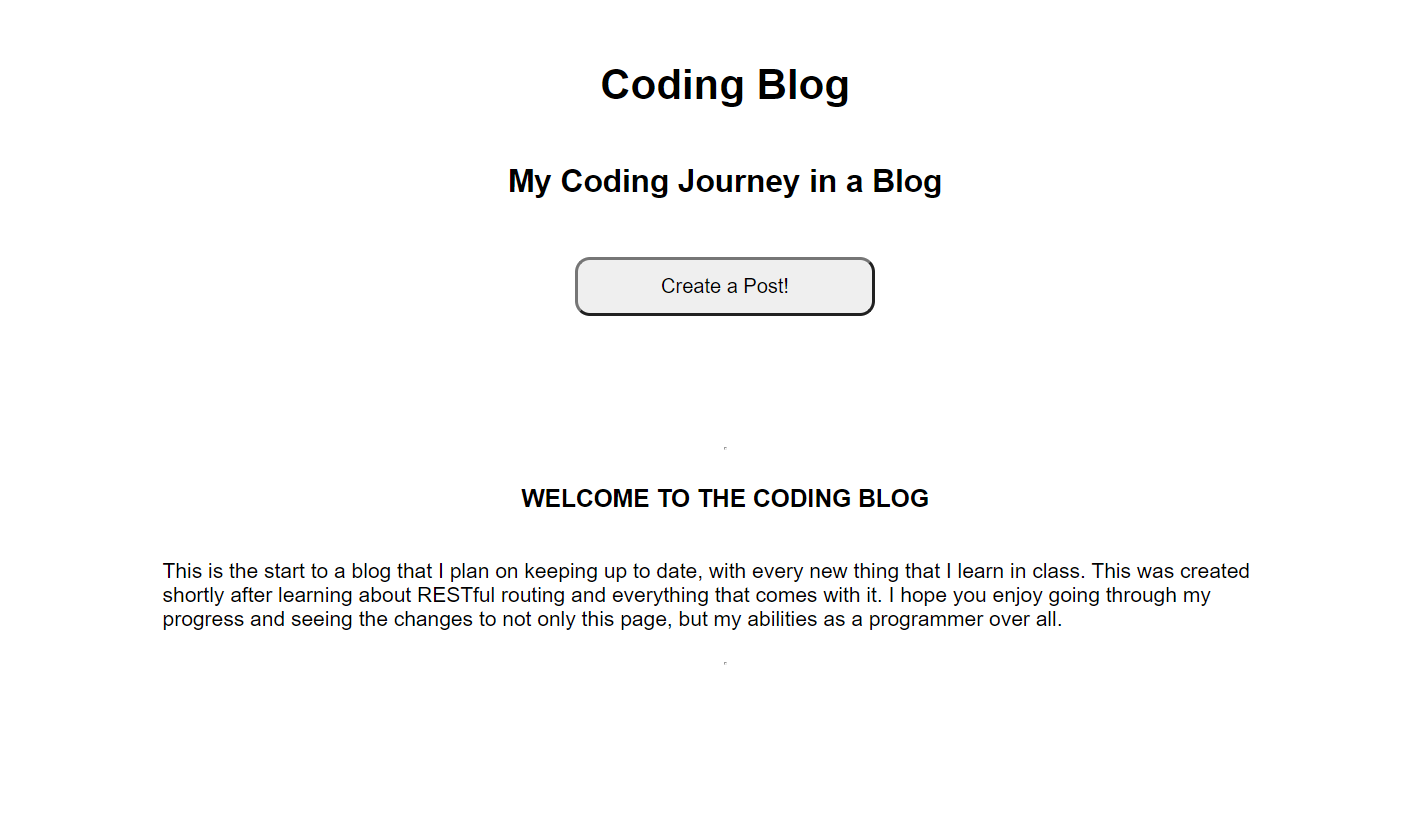 Coding Blog
My Coding Journey in a Blog
Create a Post!
WELCOME TO THE CODING BLOG
This is the start to a blog that I plan on keeping up to date, with every new thing that I learn in class. This was created
shortly after learning about RESTful routing and everything that comes with it. I hope you enjoy going through my
progress and seeing the changes to not only this page, but my abilities as a programmer over all.